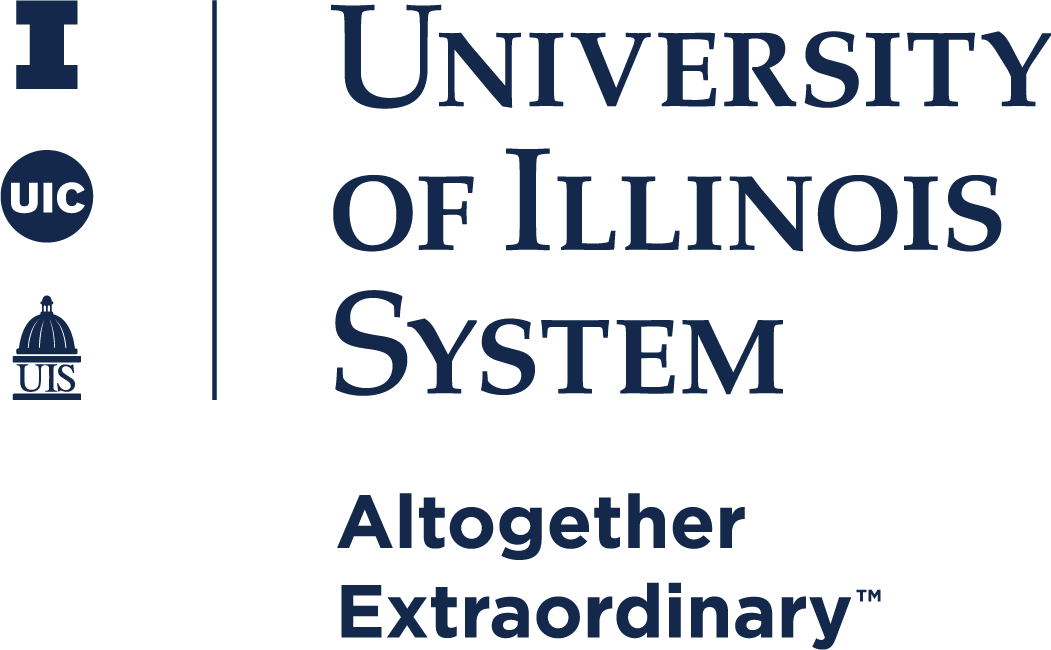 I
UIC
UIS
UNIVERSITY
OF ILLINOIS
SYSTEM
Altogether
Extraordinary™